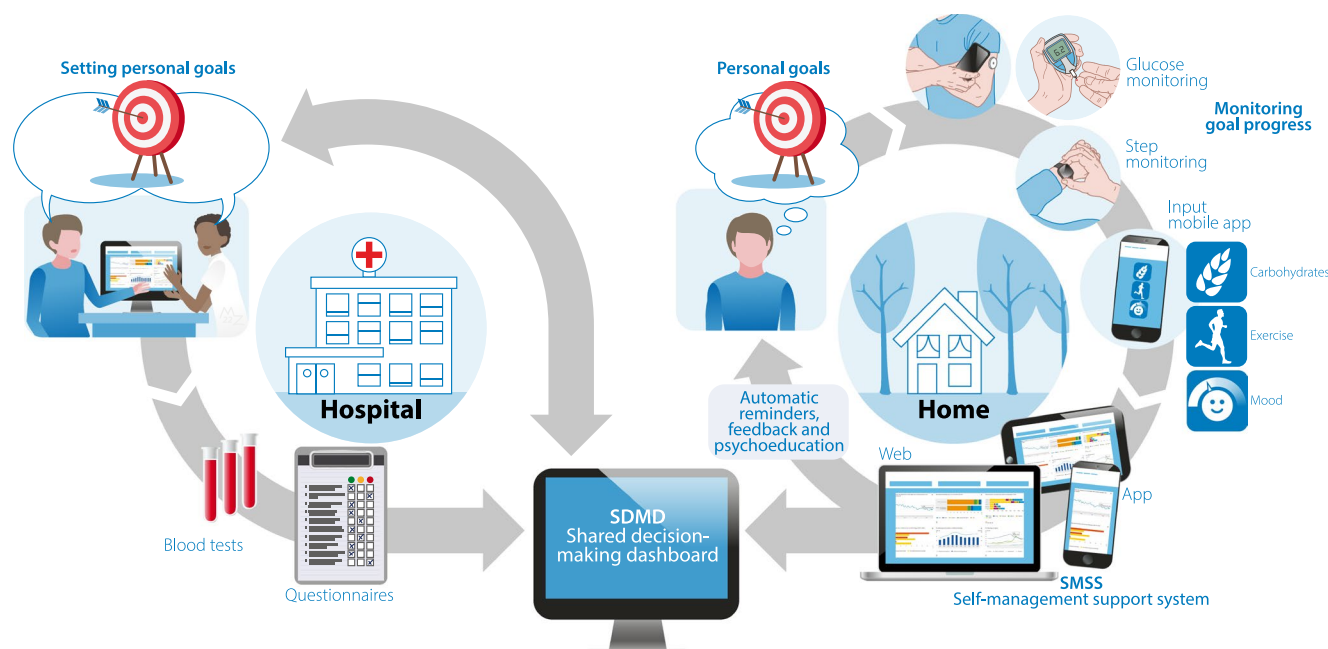 Setting personal goals
Hospital
Blood tests
Questionnaires
SDMD
Shared decision-
making dashboard
Personal goals
6.2
Glucose
monitoring
Monitoring
goal progress
Step
monitoring
Input
mobile app
Carbohydrates
Exercise
Mood
Home
Automatic
reminders,
feedback and
psychoeducation
Web
App
SMSS
Self-management support system